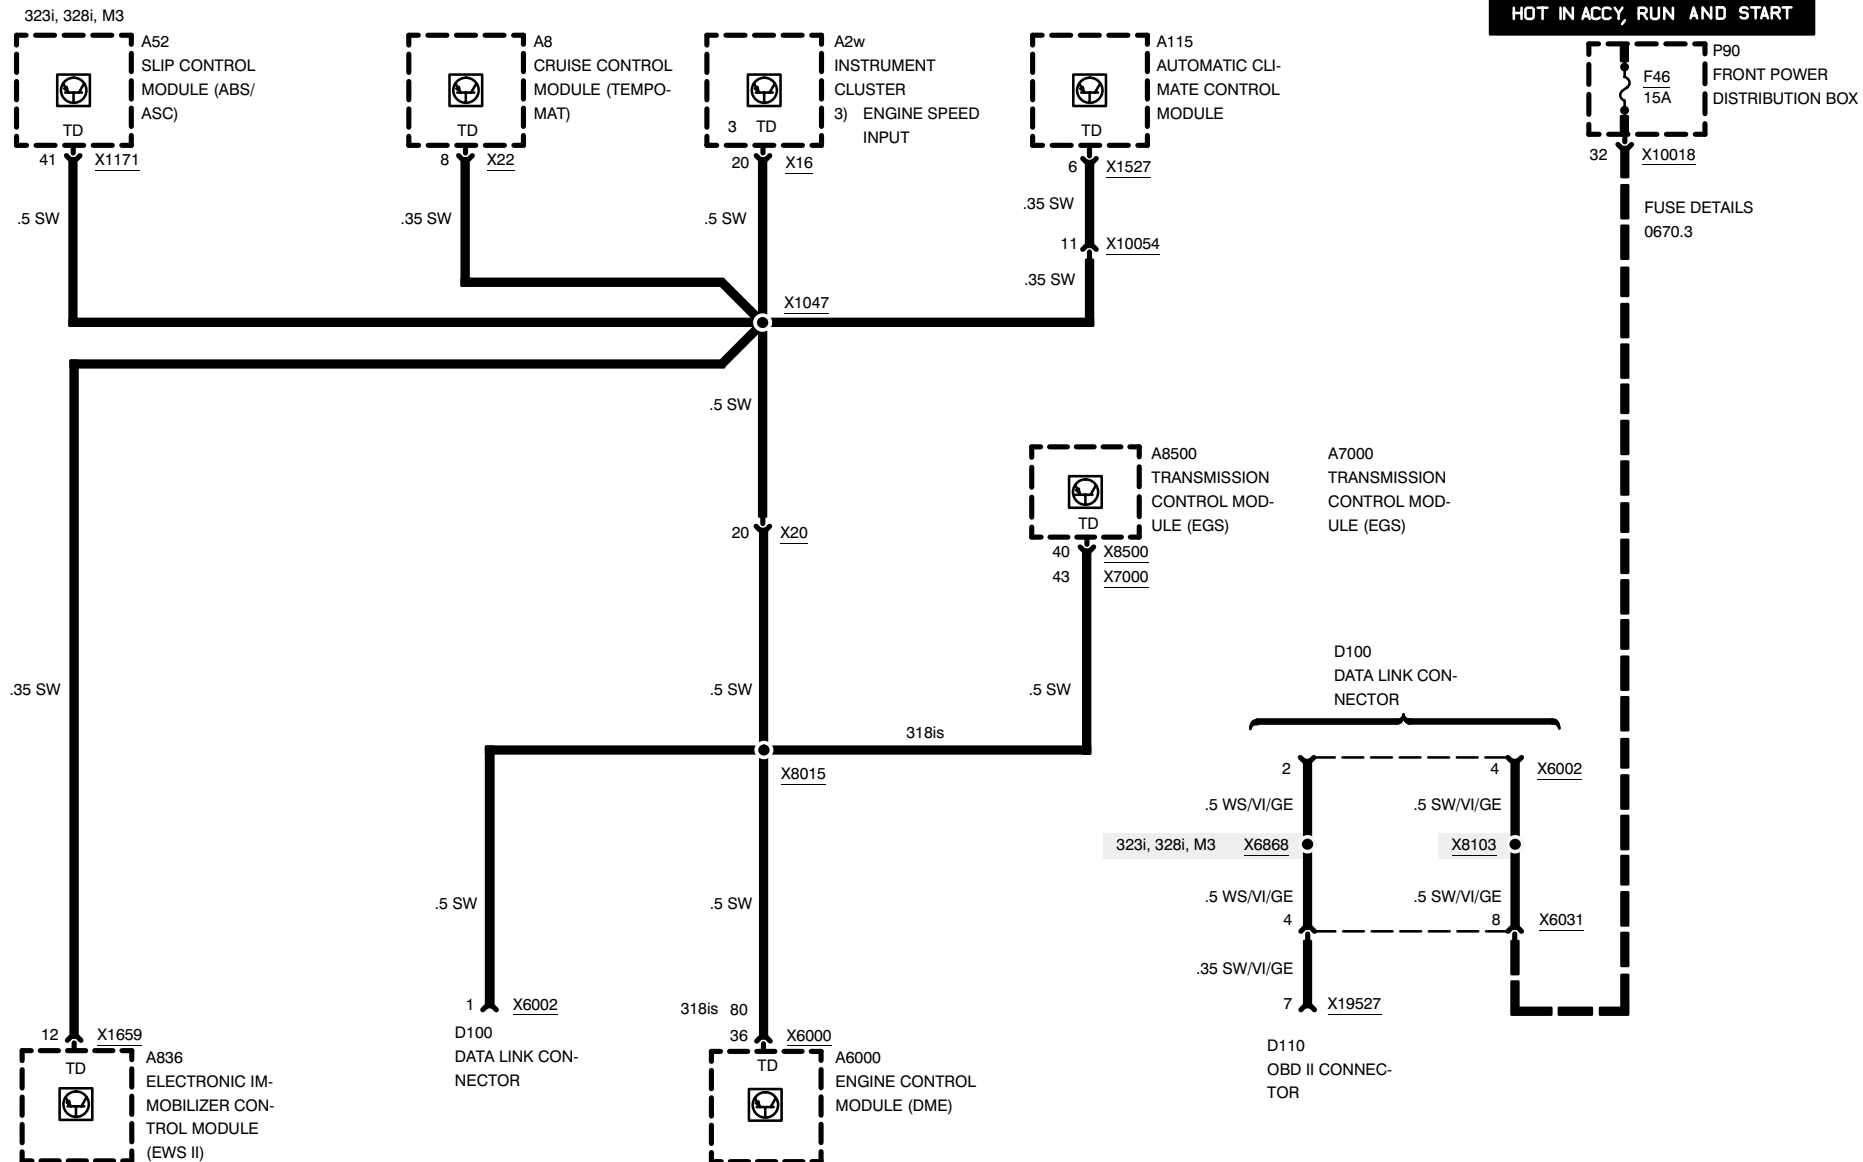 323i, 328i, M3
HOT IN ACCY, RUN AND START
A52
SLIP CONTROL
MODULE (ABS/
ASC)
TD
41
X1171
.5 SW
A8
CRUISE CONTROL
MODULE (TEMPO-
MAT)
TD
8
X22
.35 SW
A2w
INSTRUMENT
CLUSTER
3) ENGINE SPEED
INPUT
3 TD
20
X16
.5 SW
A115
AUTOMATIC CLI-
MATE CONTROL
MODULE
TD
6
X1527
.35 SW
11
X10054
.35 SW
P90
FRONT POWER
DISTRIBUTION BOX
F46
15A
32
X10018
FUSE DETAILS
0670.3
X1047
.5 SW
20
X20
A8500
TRANSMISSION
CONTROL MOD-
ULE (EGS)
TD
A7000
TRANSMISSION
CONTROL MOD-
ULE (EGS)
40
X8500
43
X7000
.35 SW
.5 SW
.5 SW
318is
X8015
D100
DATA LINK CON-
NECTOR
2
4
X6002
.5 WS/VI/GE
.5 SW/VI/GE
323i, 328i, M3
X6868
X8103
.5 WS/VI/GE
.5 SW/VI/GE
4
8
X6031
.35 SW/VI/GE
7
X19527
D110
OBD II CONNEC-
TOR
.5 SW
.5 SW
1
X6002
D100
DATA LINK CON-
NECTOR
318is 80
36
X6000
TD
A6000
ENGINE CONTROL
MODULE (DME)
12
X1659
TD
A836
ELECTRONIC IM-
MOBILIZER CON-
TROL MODULE
(EWS II)